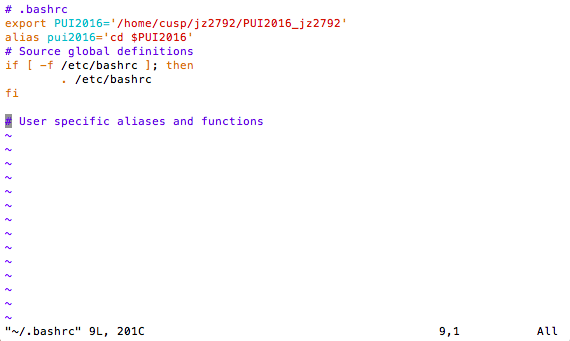 # .bashrc
export PUI2016='/home/cusp/jz2792/PUI2016_jz2792'
alias pui2016='cd $PUI2016'
# Source global definitions
if [ -f /etc/bashrc ]; then
        . /etc/bashrc
fi

# User specific aliases and functions
~
~
~
~
~
~
~
~
~
~
~
~
~
~
"~/.bashrc" 9L, 201C 9,1 All